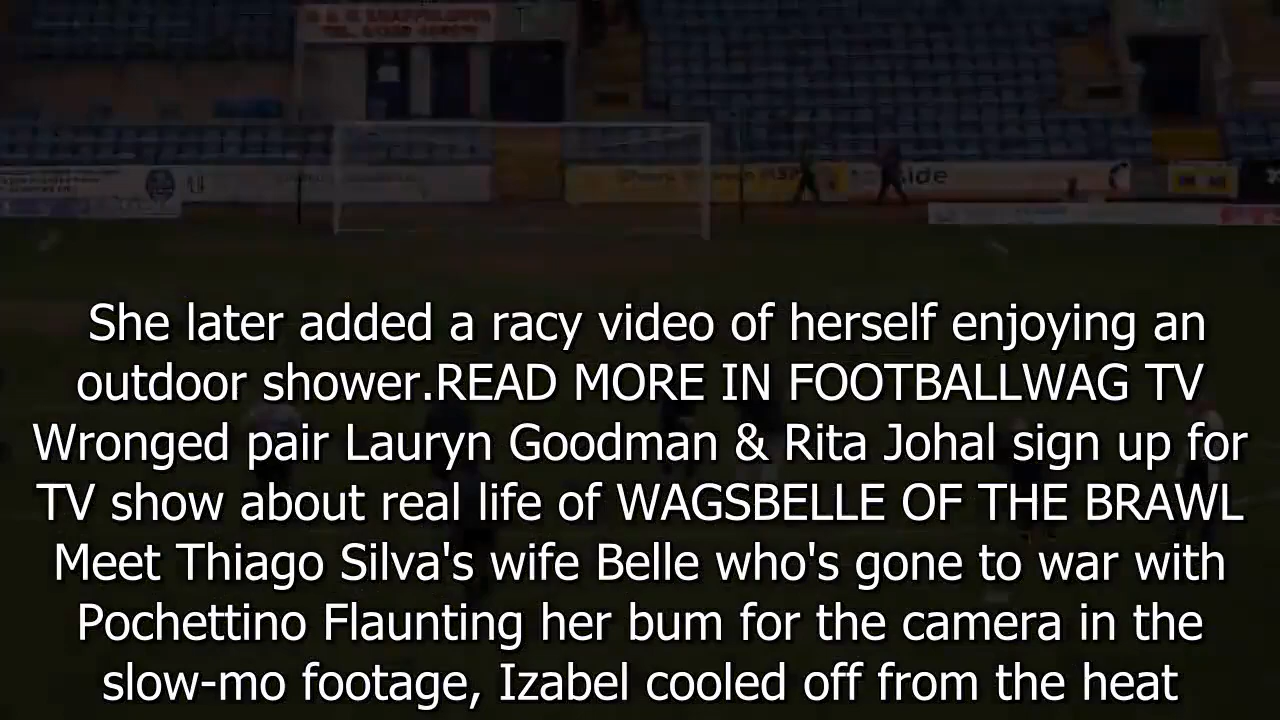 She later added a racy video of herself enjoying an
outdoor shower.READ MORE IN FOOTBALLWAG TV
Wronged pair Lauryn Goodman & Rita Johal sign up for
TV show about real life of WAGSBELLE OF THE BRAWL
Meet Thiago Silva's wife Belle who's gone to war with
Pochettino Flaunting her bum for the camera in the
slow-mo footage, Izabel cooled off from the heat